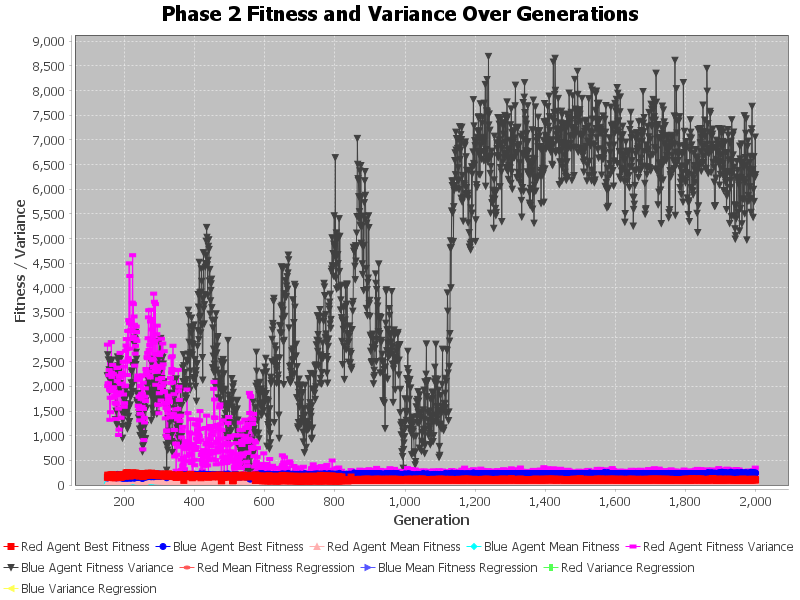 Phase 2 Fitness and Variance Over Generations
9,000
8,500
8,000
7,500
7,000
6,500
6,000
5,500
5,000
4,500
4,000
3,500
3,000
2,500
2,000
1,500
1,000
500
0
Fitness / Variance
200 400 600 800 1,000 1,200 1,400 1,600 1,800 2,000
Generation
Red Agent Best Fitness Blue Agent Best Fitness Red Agent Mean Fitness Blue Agent Mean Fitness Red Agent Fitness Variance
Blue Agent Fitness Variance Red Mean Fitness Regression Blue Mean Fitness Regression Red Variance Regression
Blue Variance Regression